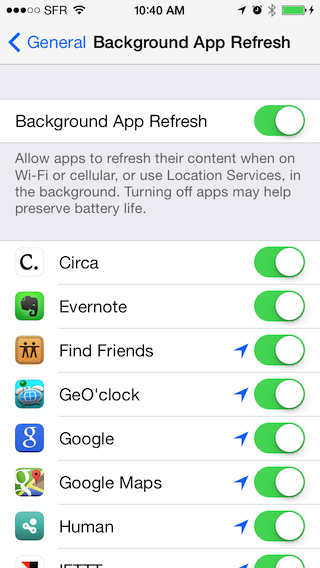 SFR 10:40 AM
General Background App Refresh
Background App Refresh
Allow apps to refresh their content when on
Wi-Fi or cellular, or use Location Services, in
the background. Turning off apps may help
preserve battery life.
C. Circa
Evernote
Find Friends
GeO'clock
g Google
g Google Maps
Human
IFTTT